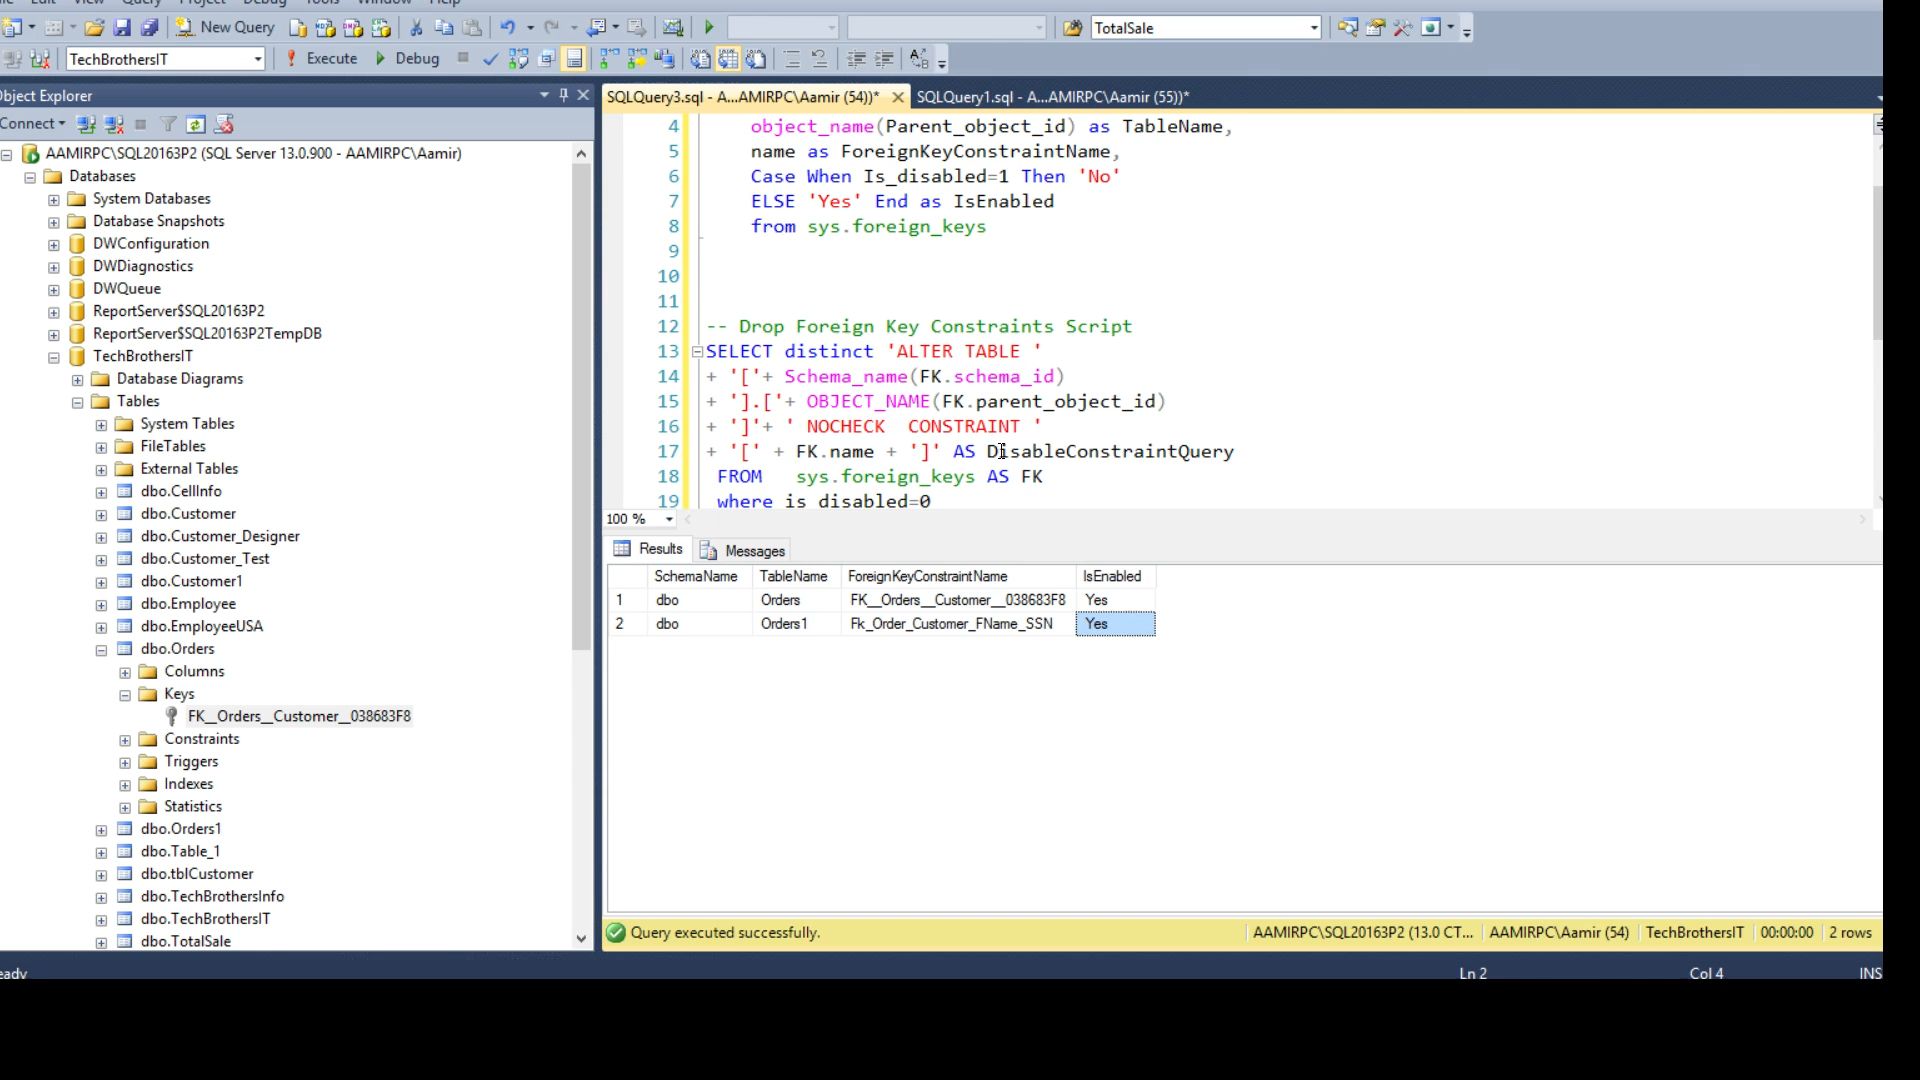 Edit View Query Project Debug Tools Window Help
New Query
TotalSale
TechBrothersIT
Execute
Debug
Object Explorer
Connect
AAMIRPC\SQL20163P2 (SQL Server 13.0.900 - AAMIRPC\Aamir)
Databases
System Databases
Database Snapshots
DWConfiguration
DWDiagnostics
DWQueue
ReportServer$SQL20163P2
ReportServer$SQL20163P2TempDB
TechBrothersIT
Database Diagrams
Tables
System Tables
FileTables
External Tables
dbo.CellInfo
dbo.Customer
dbo.Customer_Designer
dbo.Customer_Test
dbo.Customer1
dbo.Employee
dbo.EmployeeUSA
dbo.Orders
Columns
Keys
FK__Orders__Customer__038683F8
Constraints
Triggers
Indexes
Statistics
dbo.Orders1
dbo.Table_1
dbo.tblCustomer
dbo.TechBrothersInfo
dbo.TechBrothersIT
dbo.TotalSale
SQLQuery3.sql - A...AMIRPC\Aamir (54))* SQLQuery1.sql - A...AMIRPC\Aamir (55))*
4 object_name(Parent_object_id) as TableName,
5 name as ForeignKeyConstraintName,
6 Case When Is_disabled=1 Then 'No'
7 ELSE 'Yes' End as IsEnabled
8 from sys.foreign_keys
9
10
11
12 -- Drop Foreign Key Constraints Script
13 SELECT distinct 'ALTER TABLE '
14 + '['+ Schema_name(FK.schema_id)
15 + '].['+ OBJECT_NAME(FK.parent_object_id)
16 + ']'+ ' NOCHECK  CONSTRAINT '
17 + '[' + FK.name + ']' AS DisableConstraintQuery
18 FROM   sys.foreign_keys AS FK
19 where is_disabled=0
100 %
Results Messages
SchemaName TableName ForeignKeyConstraintName IsEnabled
1 dbo Orders FK__Orders__Customer__038683F8 Yes
2 dbo Orders1 Fk_Order_Customer_FName_SSN Yes
Query executed successfully.
AAMIRPC\SQL20163P2 (13.0 CT... AAMIRPC\Aamir (54) TechBrothersIT 00:00:00 2 rows
eady
Ln 2 Col 4 INS